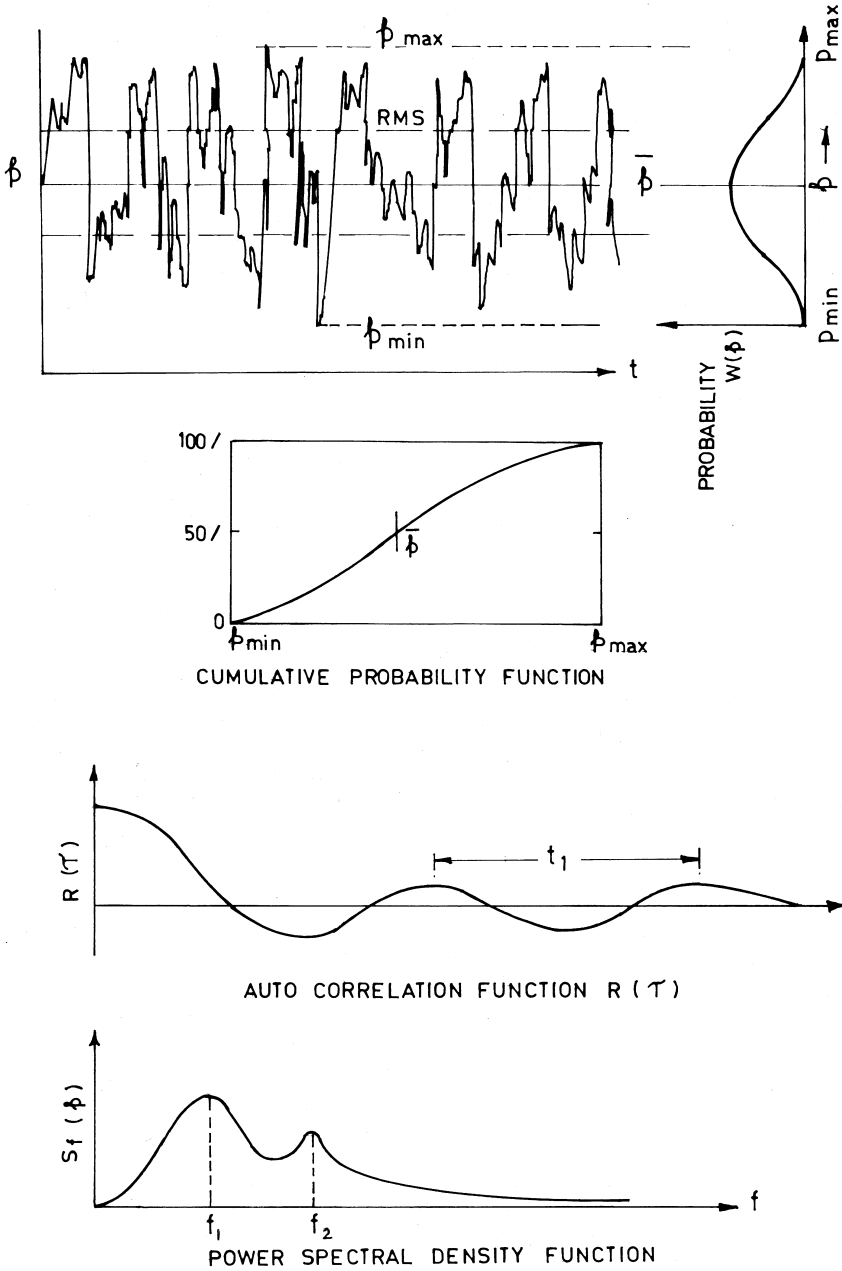 p max
RMS
p
p̄
p min
t
p max
p
p min
PROBABILITY
W(p)
100/
50/
p̄
0
p min
p max
CUMULATIVE PROBABILITY FUNCTION
R(τ)
t₁
AUTO CORRELATION FUNCTION R (τ)
S f (p)
f₁
f₂
f
POWER SPECTRAL DENSITY FUNCTION